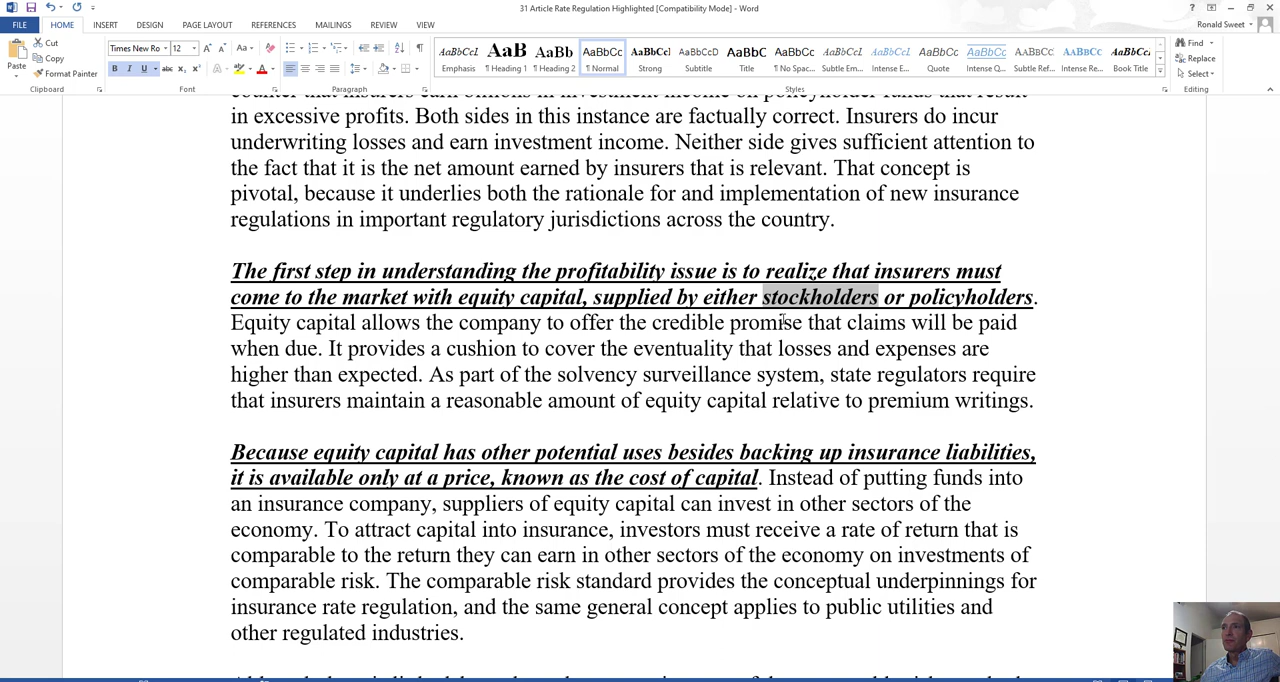 31 Article Rate Regulation Highlighted [Compatibility Mode] - Word
FILE HOME INSERT DESIGN PAGE LAYOUT REFERENCES MAILINGS REVIEW VIEW
Ronald Sweet
Paste
Cut
Copy
Format Painter
Clipboard
Times New Ro 12
Font
Paragraph
AaBbCcL AaB AaBb AaBbCc AaBbCcI AaBbCcD AaBbC AaBbCc AaBbCcL AaBbCcL AaBbCc AaBbCc AaBbCC AaBbCc AaBbCc
Emphasis ¶ Heading 1 ¶ Heading 2 ¶ Normal Strong Subtitle Title ¶ No Spac... Subtle Em... Intense E... Quote Intense Q... Subtle Ref... Intense Re... Book Title
Styles
Find
Replace
Select
Editing
in excessive profits. Both sides in this instance are factually correct. Insurers do incur
underwriting losses and earn investment income. Neither side gives sufficient attention to
the fact that it is the net amount earned by insurers that is relevant. That concept is
pivotal, because it underlies both the rationale for and implementation of new insurance
regulations in important regulatory jurisdictions across the country.
The first step in understanding the profitability issue is to realize that insurers must
come to the market with equity capital, supplied by either stockholders or policyholders.
Equity capital allows the company to offer the credible promise that claims will be paid
when due. It provides a cushion to cover the eventuality that losses and expenses are
higher than expected. As part of the solvency surveillance system, state regulators require
that insurers maintain a reasonable amount of equity capital relative to premium writings.
Because equity capital has other potential uses besides backing up insurance liabilities,
it is available only at a price, known as the cost of capital. Instead of putting funds into
an insurance company, suppliers of equity capital can invest in other sectors of the
economy. To attract capital into insurance, investors must receive a rate of return that is
comparable to the return they can earn in other sectors of the economy on investments of
comparable risk. The comparable risk standard provides the conceptual underpinnings for
insurance rate regulation, and the same general concept applies to public utilities and
other regulated industries.